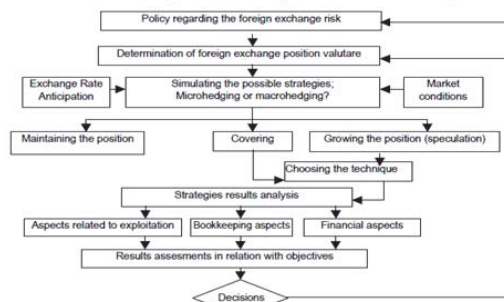 Policy regarding the foreign exchange risk
Determination of foreign exchange position valutare
Exchange Rate
Anticipation
Simulating the possible strategies;
Microhedging or macrohedging?
Market
conditions
Maintaining the position
Covering
Growing the position (speculation)
Choosing the technique
Strategies results analysis
Aspects related to exploitation
Bookkeeping aspects
Financial aspects
Results assesments in relation with objectives
Decisions